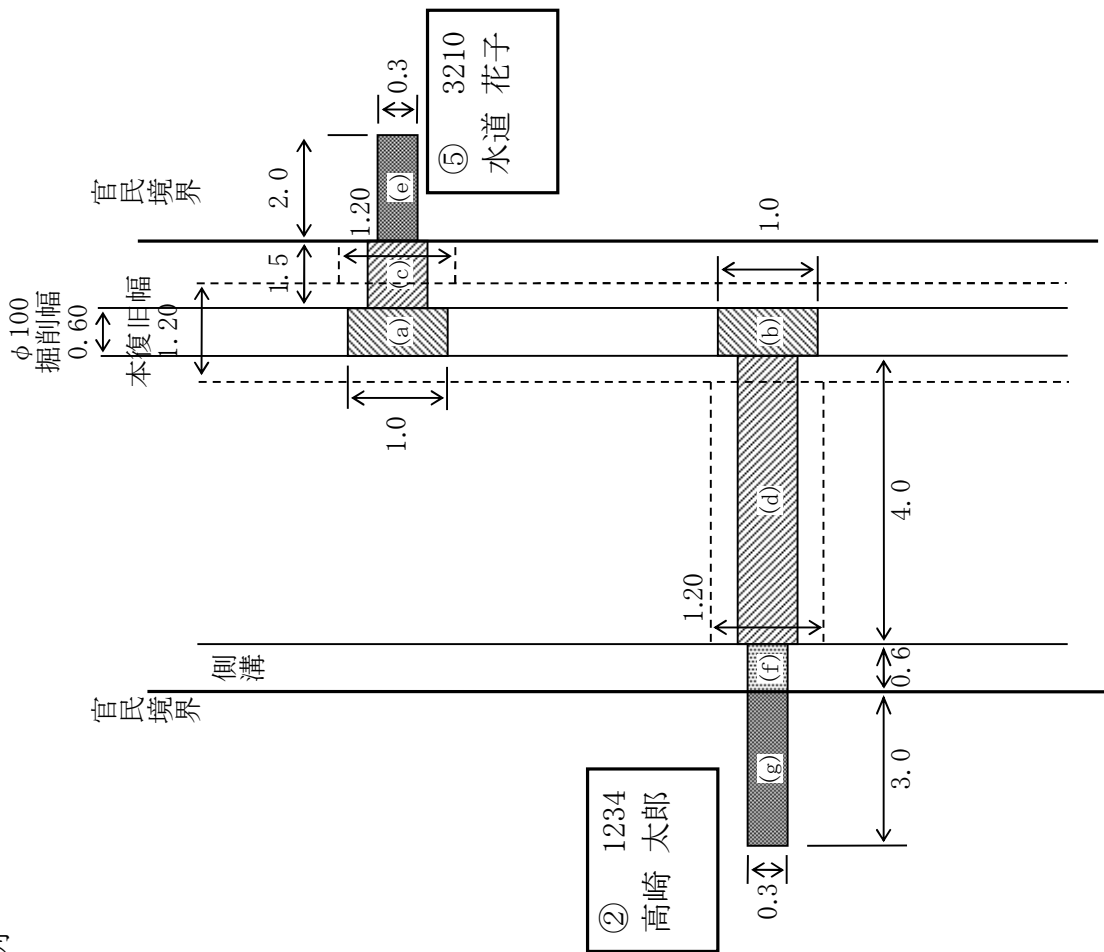 φ100
掘削幅
0.60
本復旧幅
1.20
官民
境界
2.0
1.5
1.20
0.3
(a)
(c)
(e)
⑤ 3210
水道 花子
1.0
1.0
(b)
(d)
4.0
1.20
側溝
官民
境界
(f)
0.6
(g)
3.0
0.3
② 1234
高崎 太郎